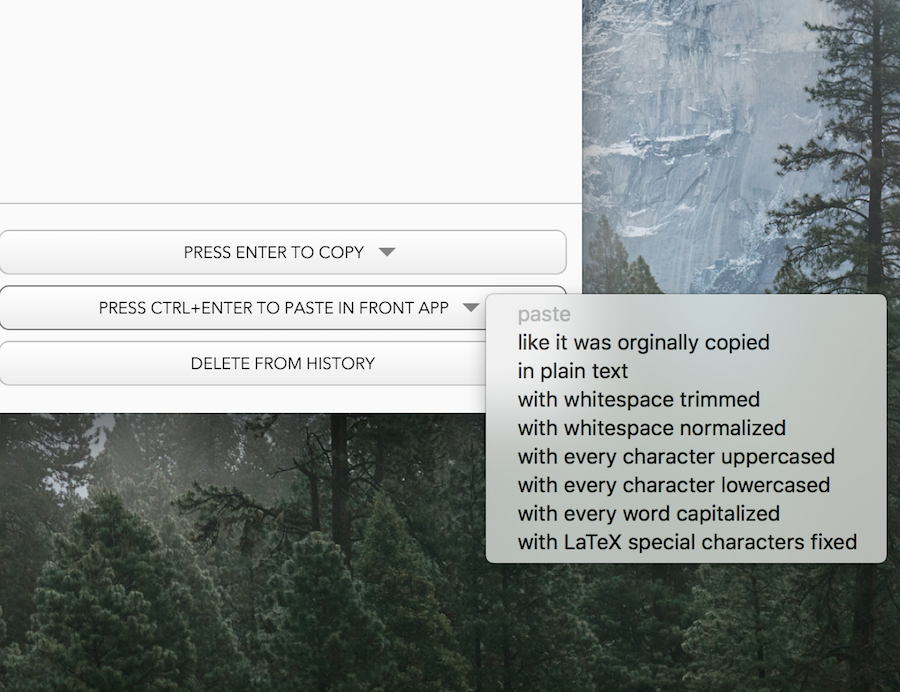 PRESS ENTER TO COPY
PRESS CTRL+ENTER TO PASTE IN FRONT APP
DELETE FROM HISTORY
paste
like it was orginally copied
in plain text
with whitespace trimmed
with whitespace normalized
with every character uppercased
with every character lowercased
with every word capitalized
with LaTeX special characters fixed